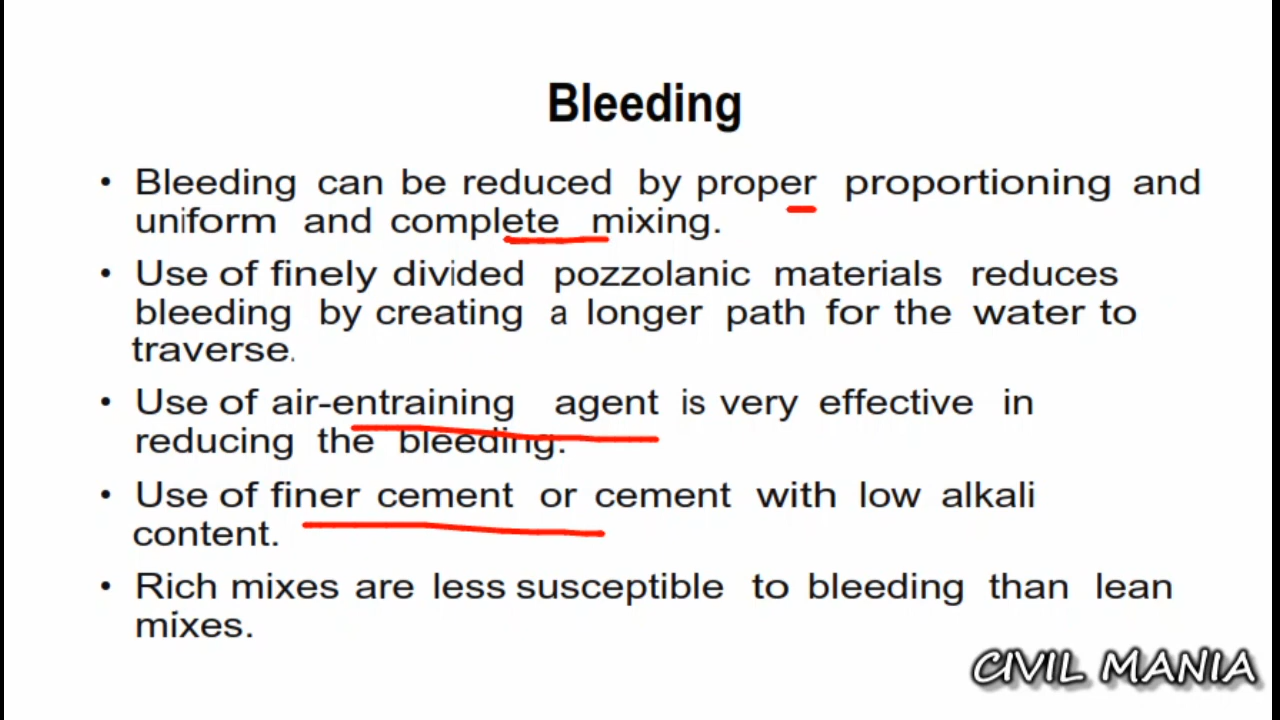 Bleeding
• Bleeding can be reduced by proper proportioning and
uniform and complete mixing.
• Use of finely divided pozzolanic materials reduces
bleeding by creating a longer path for the water to
traverse.
• Use of air-entraining agent is very effective in
reducing the bleeding.
• Use of finer cement or cement with low alkali
content.
• Rich mixes are less susceptible to bleeding than lean
mixes.
CIVIL MANIA